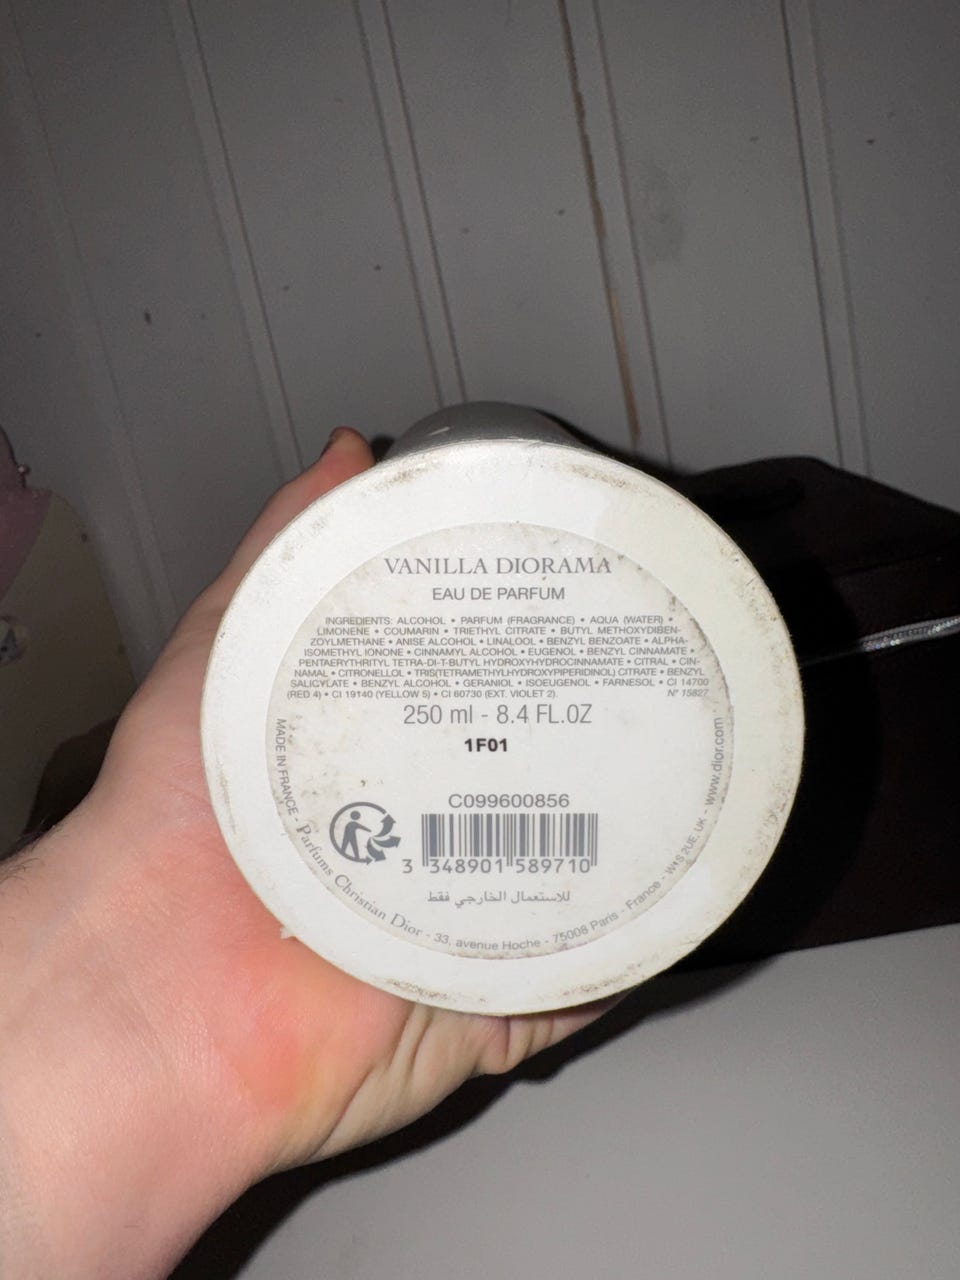 VANILLA DIORAMA
EAU DE PARFUM
INGREDIENTS: ALCOHOL • PARFUM (FRAGRANCE) • AQUA (WATER) •
LIMONENE • COUMARIN • TRIETHYL CITRATE • BUTYL METHOXYDIBEN-
ZOYLMETHANE • ANISE ALCOHOL • LINALOOL • BENZYL BENZOATE • ALPHA-
ISOMETHYL IONONE • CINNAMYL ALCOHOL • EUGENOL • BENZYL CINNAMATE •
PENTAERYTHRITYL TETRA-DI-T-BUTYL HYDROXYHYDROCINNAMATE • CITRAL • CIN-
NAMAL • CITRONELLOL • TRIS(TETRAMETHYLHYDROXYPIPERIDINOL) CITRATE • BENZYL
SALICYLATE • BENZYL ALCOHOL • GERANIOL • ISOEUGENOL • FARNESOL • CI 14700
(RED 4) • CI 19140 (YELLOW 5) • CI 60730 (EXT. VIOLET 2). N° 15827
250 ml - 8.4 FL.OZ
1F01
C099600856
3 348901 589710
للاستعمال الخارجي فقط
MADE IN FRANCE - Parfums Christian Dior - 33, avenue Hoche - 75008 Paris - France - W1S 2UE, UK - www.dior.com